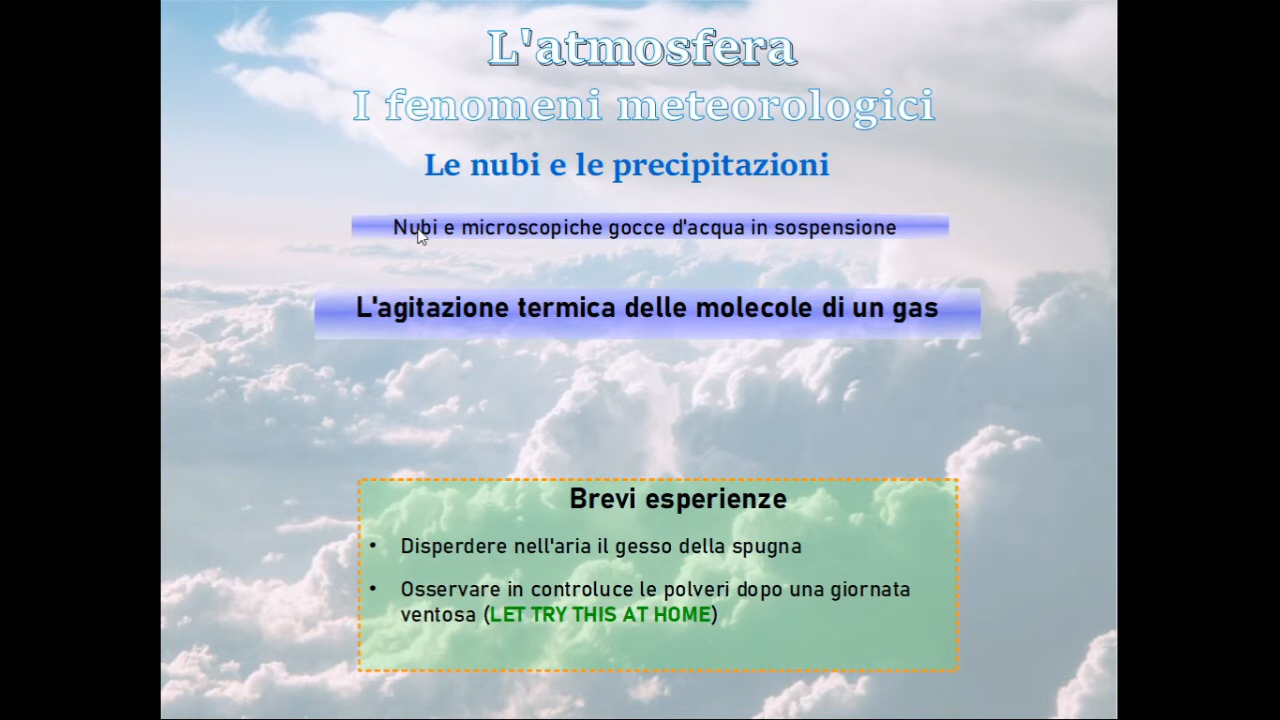 L'atmosfera
I fenomeni meteorologici
Le nubi e le precipitazioni
Nubi e microscopiche gocce d'acqua in sospensione
L'agitazione termica delle molecole di un gas
Brevi esperienze
• Disperdere nell'aria il gesso della spugna
• Osservare in controluce le polveri dopo una giornata
ventosa (LET TRY THIS AT HOME)